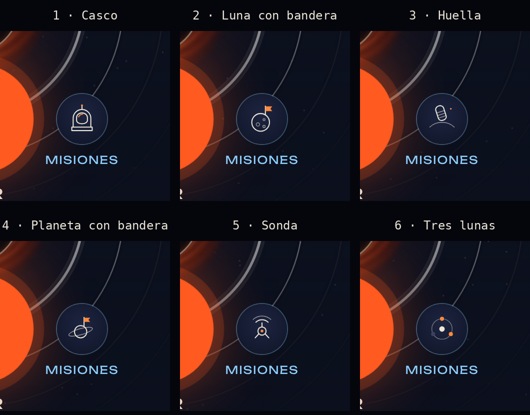 1 · Casco
2 · Luna con bandera
3 · Huella
MISIONES
MISIONES
MISIONES
4 · Planeta con bandera
5 · Sonda
6 · Tres lunas
MISIONES
MISIONES
MISIONES